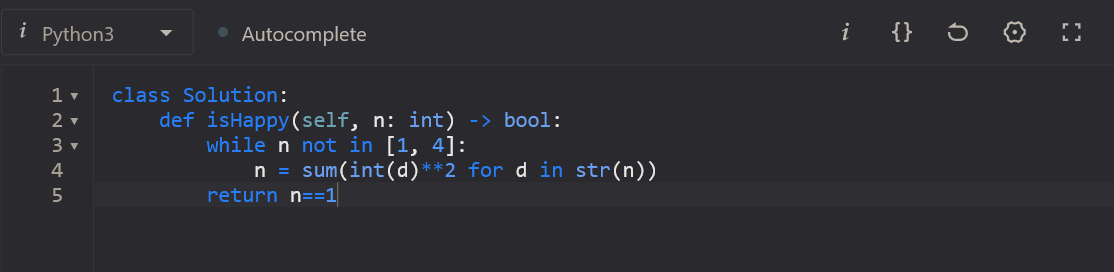 i Python3 Autocomplete i {}
1 class Solution:
2     def isHappy(self, n: int) -> bool:
3         while n not in [1, 4]:
4             n = sum(int(d)**2 for d in str(n))
5         return n==1